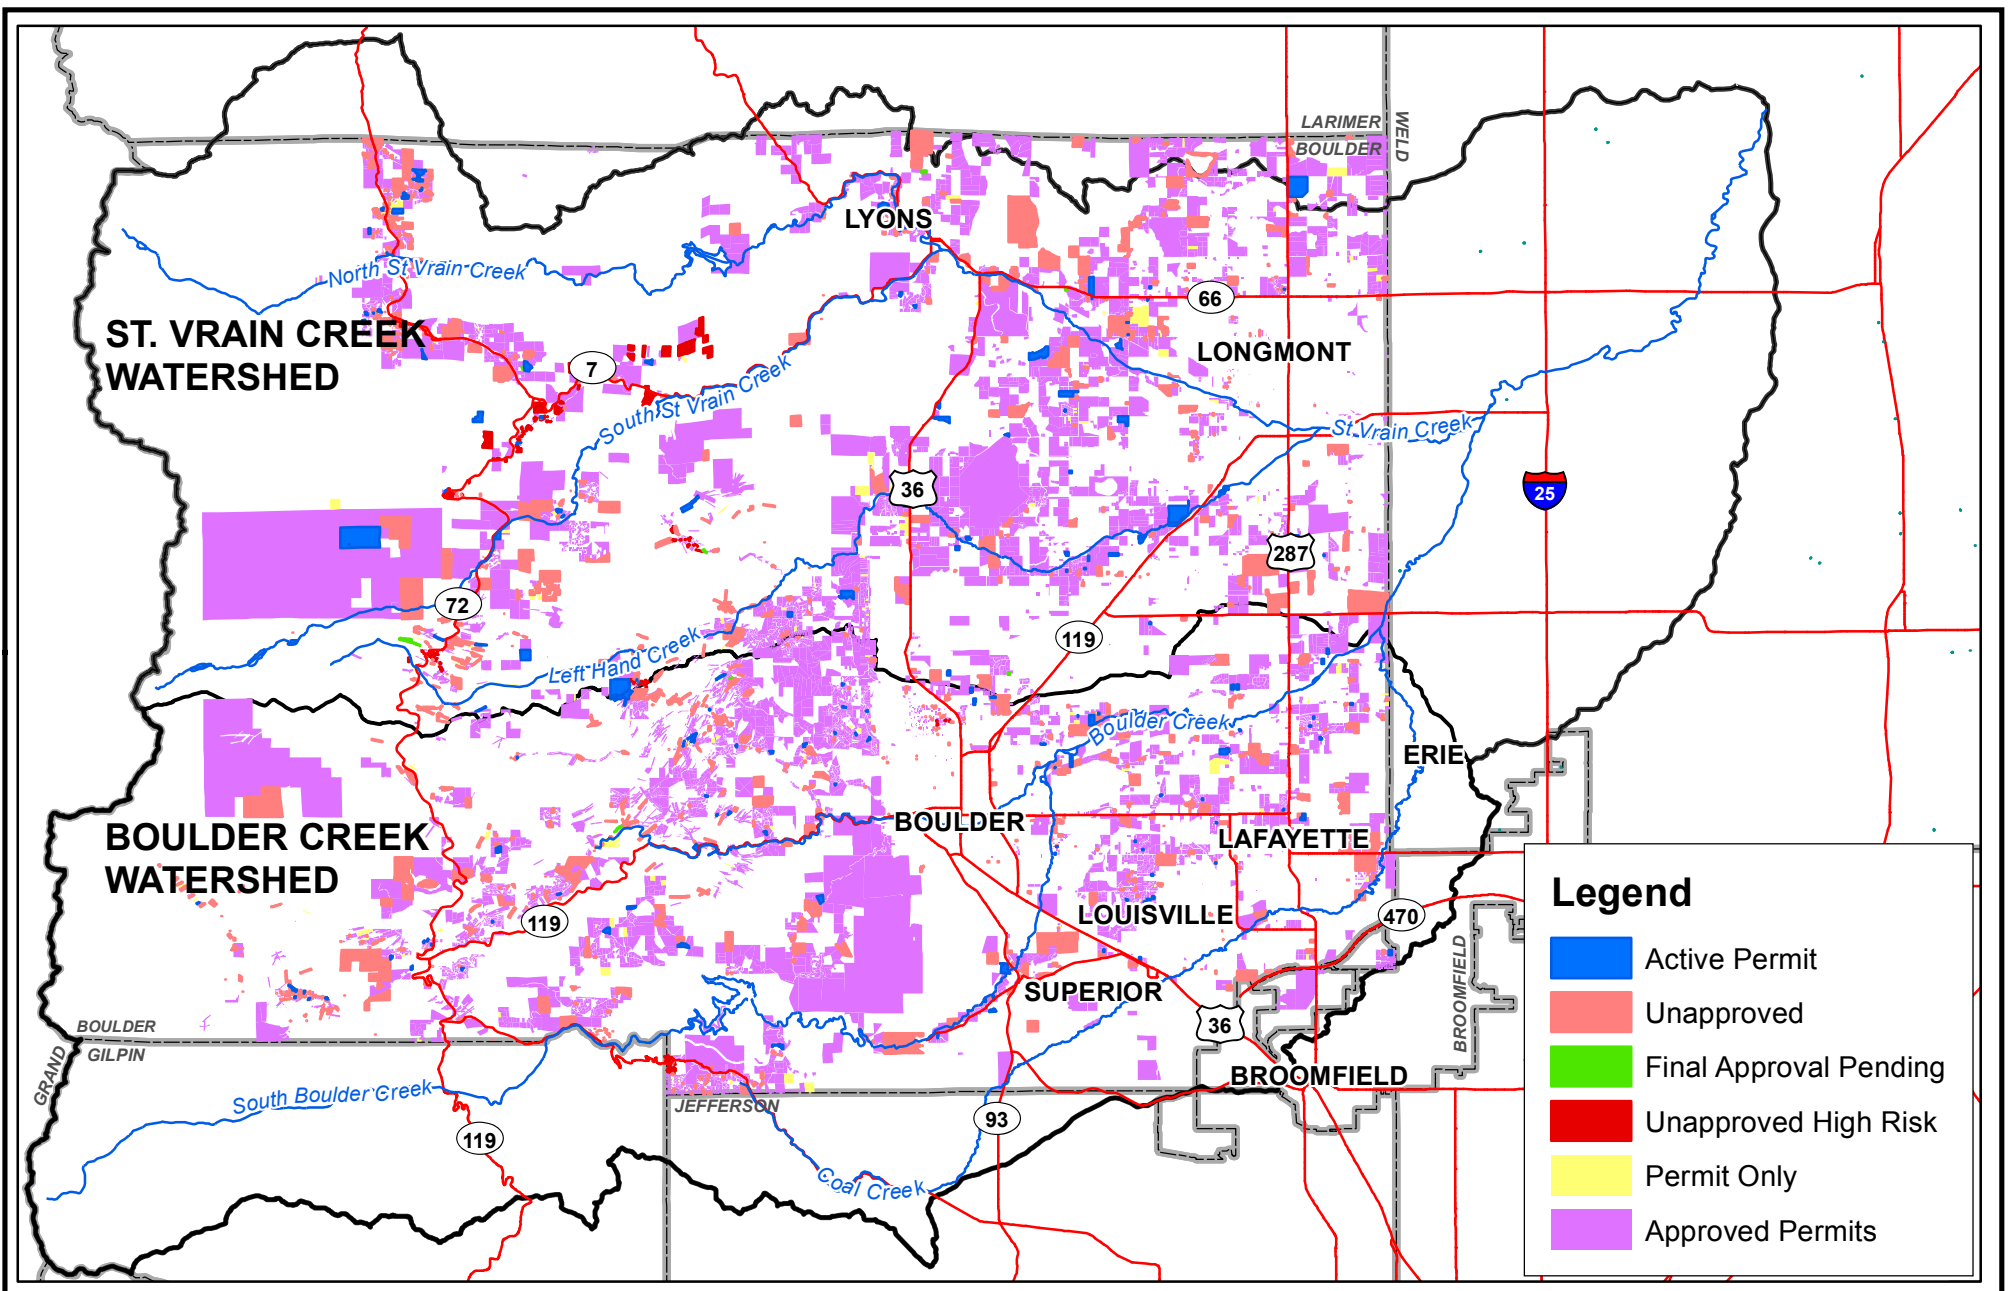 LARIMER
BOULDER
WELD
LYONS
North St Vrain Creek
66
ST. VRAIN CREEK
WATERSHED
7
LONGMONT
South St Vrain Creek
St Vrain Creek
36
25
287
72
119
Left Hand Creek
Boulder Creek
ERIE
BOULDER CREEK
WATERSHED
BOULDER
LAFAYETTE
119
LOUISVILLE
470
BROOMFIELD
SUPERIOR
36
BOULDER
GILPIN
GRAND
South Boulder Creek
BROOMFIELD
JEFFERSON
119
93
Coal Creek
Legend
Active Permit
Unapproved
Final Approval Pending
Unapproved High Risk
Permit Only
Approved Permits